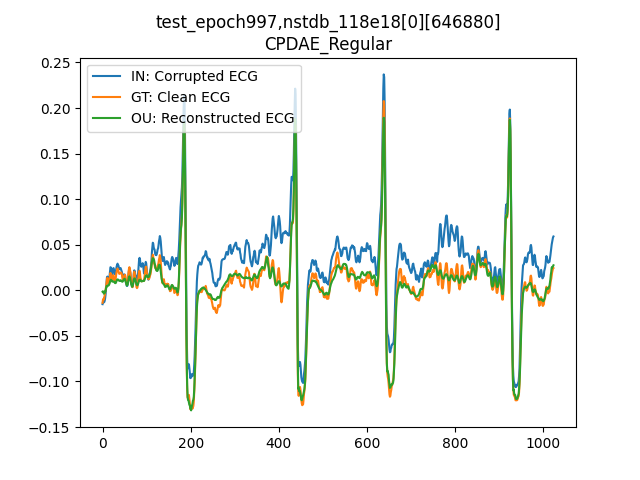 test_epoch997,nstdb_118e18[0][646880]
CPDAE_Regular
IN: Corrupted ECG
GT: Clean ECG
OU: Reconstructed ECG
0.25
0.20
0.15
0.10
0.05
0.00
−0.05
−0.10
−0.15
0 200 400 600 800 1000